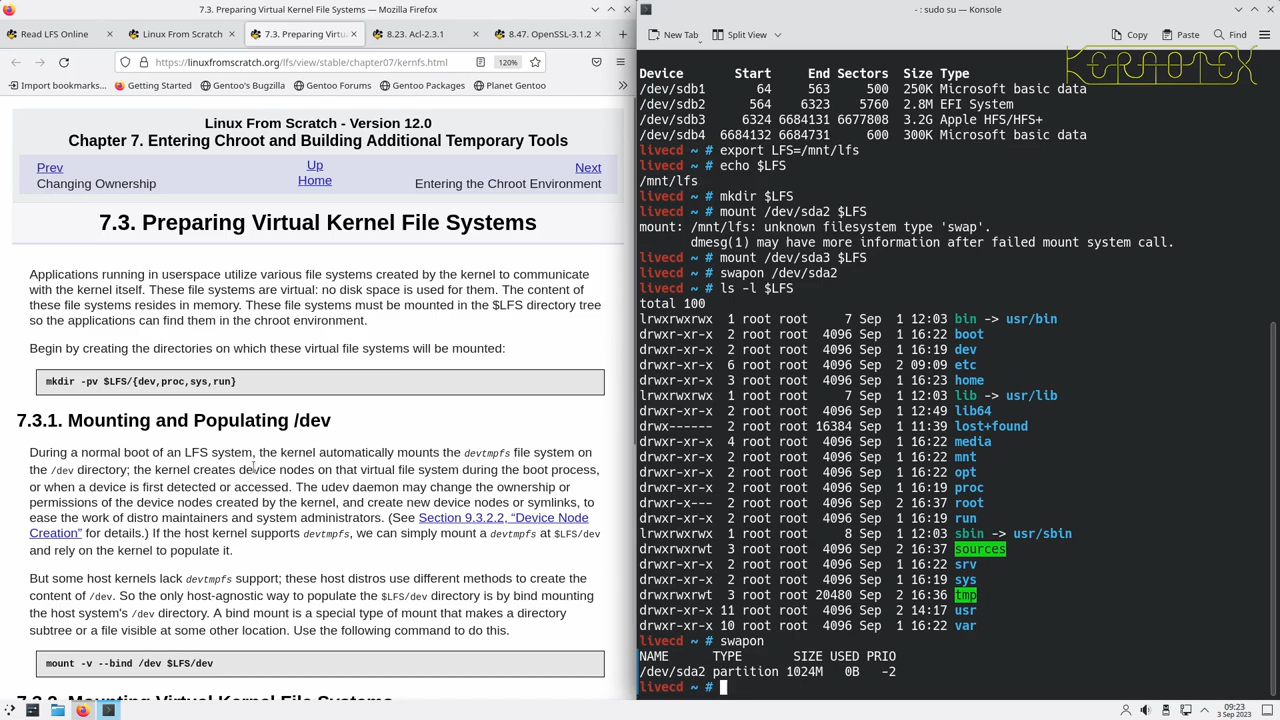 7.3. Preparing Virtual Kernel File Systems — Mozilla Firefox
Read LFS Online
Linux From Scratch
7.3. Preparing Virtu
8.23. Acl-2.3.1
8.47. OpenSSL-3.1.2
https://linuxfromscratch.org/lfs/view/stable/chapter07/kernfs.html
120%
Import bookmarks...
Getting Started
Gentoo's Bugzilla
Gentoo Forums
Gentoo Packages
Planet Gentoo
Linux From Scratch - Version 12.0
Chapter 7. Entering Chroot and Building Additional Temporary Tools
Prev
Up
Next
Changing Ownership
Home
Entering the Chroot Environment
7.3. Preparing Virtual Kernel File Systems
Applications running in userspace utilize various file systems created by the kernel to communicate
with the kernel itself. These file systems are virtual: no disk space is used for them. The content of
these file systems resides in memory. These file systems must be mounted in the $LFS directory tree
so the applications can find them in the chroot environment.
Begin by creating the directories on which these virtual file systems will be mounted:
mkdir -pv $LFS/{dev,proc,sys,run}
7.3.1. Mounting and Populating /dev
During a normal boot of an LFS system, the kernel automatically mounts the devtmpfs file system on
the /dev directory; the kernel creates device nodes on that virtual file system during the boot process,
or when a device is first detected or accessed. The udev daemon may change the ownership or
permissions of the device nodes created by the kernel, and create new device nodes or symlinks, to
ease the work of distro maintainers and system administrators. (See Section 9.3.2.2, “Device Node
Creation” for details.) If the host kernel supports devtmpfs, we can simply mount a devtmpfs at $LFS/dev
and rely on the kernel to populate it.
But some host kernels lack devtmpfs support; these host distros use different methods to create the
content of /dev. So the only host-agnostic way to populate the $LFS/dev directory is by bind mounting
the host system's /dev directory. A bind mount is a special type of mount that makes a directory
subtree or a file visible at some other location. Use the following command to do this.
mount -v --bind /dev $LFS/dev
7.3.2. Mounting Virtual Kernel File Systems
- : sudo su — Konsole
New Tab
Split View
Copy
Paste
Find
KERNOTEX
Device Start End Sectors Size Type
/dev/sdb1 64 563 500 250K Microsoft basic data
/dev/sdb2 564 6323 5760 2.8M EFI System
/dev/sdb3 6324 6684131 6677808 3.2G Apple HFS/HFS+
/dev/sdb4 6684132 6684731 600 300K Microsoft basic data
livecd ~ # export LFS=/mnt/lfs
livecd ~ # echo $LFS
/mnt/lfs
livecd ~ # mkdir $LFS
livecd ~ # mount /dev/sda2 $LFS
mount: /mnt/lfs: unknown filesystem type 'swap'.
dmesg(1) may have more information after failed mount system call.
livecd ~ # mount /dev/sda3 $LFS
livecd ~ # swapon /dev/sda2
livecd ~ # ls -l $LFS
total 100
lrwxrwxrwx 1 root root 7 Sep 1 12:03 bin -> usr/bin
drwxr-xr-x 2 root root 4096 Sep 1 16:22 boot
drwxr-xr-x 2 root root 4096 Sep 1 16:19 dev
drwxr-xr-x 6 root root 4096 Sep 2 09:09 etc
drwxr-xr-x 3 root root 4096 Sep 1 16:23 home
lrwxrwxrwx 1 root root 7 Sep 1 12:03 lib -> usr/lib
drwxr-xr-x 2 root root 4096 Sep 1 12:49 lib64
drwx------ 2 root root 16384 Sep 1 11:39 lost+found
drwxr-xr-x 4 root root 4096 Sep 1 16:22 media
drwxr-xr-x 2 root root 4096 Sep 1 16:22 mnt
drwxr-xr-x 2 root root 4096 Sep 1 16:22 opt
drwxr-xr-x 2 root root 4096 Sep 1 16:19 proc
drwxr-x--- 2 root root 4096 Sep 2 16:37 root
drwxr-xr-x 2 root root 4096 Sep 1 16:19 run
lrwxrwxrwx 1 root root 8 Sep 1 12:03 sbin -> usr/sbin
drwxrwxrwt 3 root root 4096 Sep 2 16:37 sources
drwxr-xr-x 2 root root 4096 Sep 1 16:22 srv
drwxr-xr-x 2 root root 4096 Sep 1 16:19 sys
drwxrwxrwt 3 root root 20480 Sep 2 16:36 tmp
drwxr-xr-x 11 root root 4096 Sep 2 14:17 usr
drwxr-xr-x 10 root root 4096 Sep 1 16:22 var
livecd ~ # swapon
NAME TYPE SIZE USED PRIO
/dev/sda2 partition 1024M 0B -2
livecd ~ #
09:23
3 Sep 2023